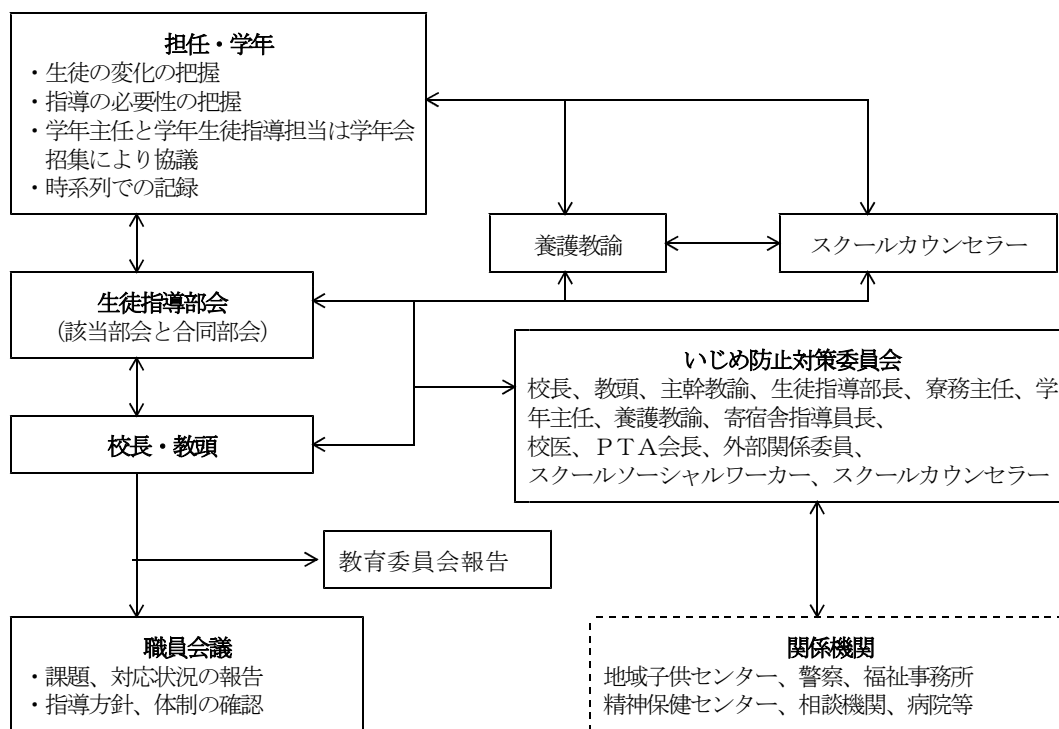 担任・学年
・生徒の変化の把握
・指導の必要性の把握
・学年主任と学年生徒指導担当は学年会
招集により協議
・時系列での記録
養護教諭
スクールカウンセラー
生徒指導部会
(該当部会と合同部会)
いじめ防止対策委員会
校長、教頭、主幹教諭、生徒指導部長、寮務主任、学
年主任、養護教諭、寄宿舎指導員長、
校医、ＰＴＡ会長、外部関係委員、
スクールソーシャルワーカー、スクールカウンセラー
校長・教頭
教育委員会報告
職員会議
・課題、対応状況の報告
・指導方針、体制の確認
関係機関
地域子供センター、警察、福祉事務所
精神保健センター、相談機関、病院等